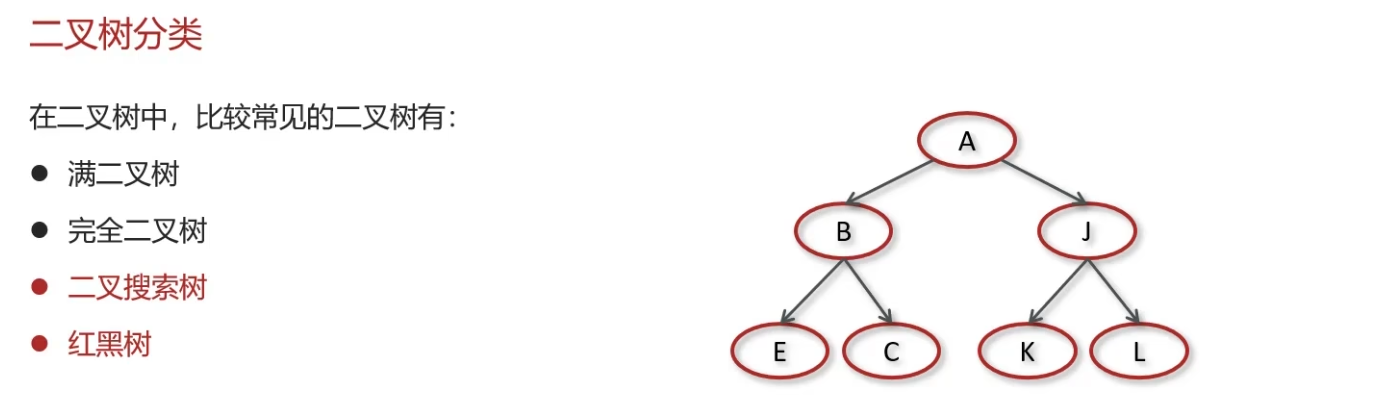 二叉树分类
在二叉树中，比较常见的二叉树有：
● 满二叉树
● 完全二叉树
● 二叉搜索树
● 红黑树
A
B J
E C K L